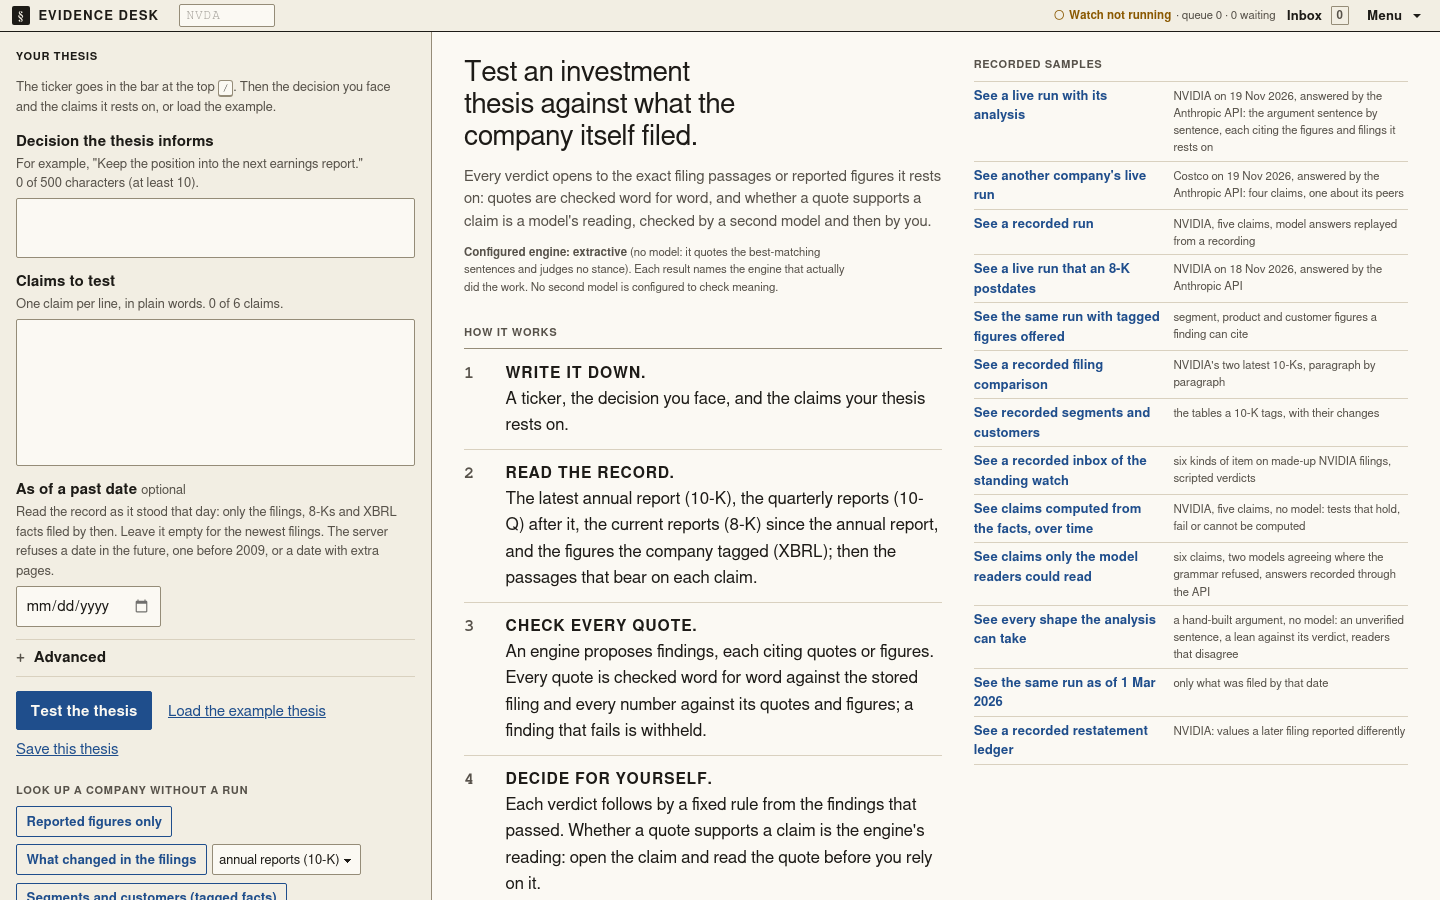 § EVIDENCE DESK NVDA Watch not running · queue 0 · 0 waiting Inbox 0 Menu
YOUR THESIS
The ticker goes in the bar at the top / . Then the decision you face
and the claims it rests on, or load the example.
Decision the thesis informs
For example, "Keep the position into the next earnings report."
0 of 500 characters (at least 10).
Claims to test
One claim per line, in plain words. 0 of 6 claims.
As of a past date optional
Read the record as it stood that day: only the filings, 8-Ks and XBRL
facts filed by then. Leave it empty for the newest filings. The server
refuses a date in the future, one before 2009, or a date with extra
pages.
mm/dd/yyyy
+ Advanced
Test the thesis Load the example thesis
Save this thesis
LOOK UP A COMPANY WITHOUT A RUN
Reported figures only
What changed in the filings annual reports (10-K)
Segments and customers (tagged facts)
Test an investment
thesis against what the
company itself filed.
Every verdict opens to the exact filing passages or reported figures it rests
on: quotes are checked word for word, and whether a quote supports a
claim is a model's reading, checked by a second model and then by you.
Configured engine: extractive (no model: it quotes the best-matching
sentences and judges no stance). Each result names the engine that actually
did the work. No second model is configured to check meaning.
HOW IT WORKS
1 WRITE IT DOWN.
A ticker, the decision you face, and the claims your thesis
rests on.
2 READ THE RECORD.
The latest annual report (10-K), the quarterly reports (10-
Q) after it, the current reports (8-K) since the annual report,
and the figures the company tagged (XBRL); then the
passages that bear on each claim.
3 CHECK EVERY QUOTE.
An engine proposes findings, each citing quotes or figures.
Every quote is checked word for word against the stored
filing and every number against its quotes and figures; a
finding that fails is withheld.
4 DECIDE FOR YOURSELF.
Each verdict follows by a fixed rule from the findings that
passed. Whether a quote supports a claim is the engine's
reading: open the claim and read the quote before you rely
on it.
RECORDED SAMPLES
See a live run with its
analysis
NVIDIA on 19 Nov 2026, answered by the
Anthropic API: the argument sentence by
sentence, each citing the figures and filings it
rests on
See another company's live
run
Costco on 19 Nov 2026, answered by the
Anthropic API: four claims, one about its peers
See a recorded run
NVIDIA, five claims, model answers replayed
from a recording
See a live run that an 8-K
postdates
NVIDIA on 18 Nov 2026, answered by the
Anthropic API
See the same run with tagged
figures offered
segment, product and customer figures a
finding can cite
See a recorded filing
comparison
NVIDIA's two latest 10-Ks, paragraph by
paragraph
See recorded segments and
customers
the tables a 10-K tags, with their changes
See a recorded inbox of the
standing watch
six kinds of item on made-up NVIDIA filings,
scripted verdicts
See claims computed from
the facts, over time
NVIDIA, five claims, no model: tests that hold,
fail or cannot be computed
See claims only the model
readers could read
six claims, two models agreeing where the
grammar refused, answers recorded through
the API
See every shape the analysis
can take
a hand-built argument, no model: an unverified
sentence, a lean against its verdict, readers
that disagree
See the same run as of 1 Mar
2026
only what was filed by that date
See a recorded restatement
ledger
NVIDIA: values a later filing reported differently